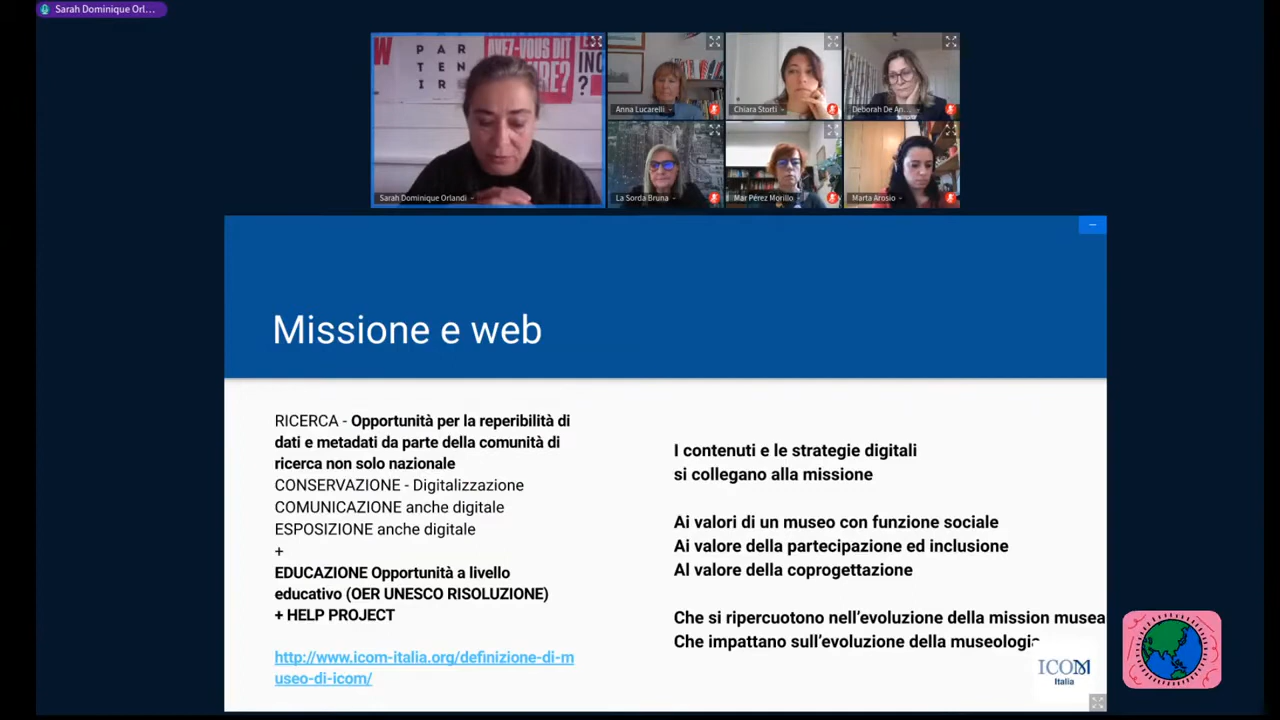 Sarah Dominique Orl...
W
PAR
TEN
TIR
AVEZ-VOUS DIT
INC
?
Anna Lucarelli
Chiara Storti
Deborah De An...
Sarah Dominique Orlandi
La Sorda Bruna
Mar Pérez Morillo
Marta Arosio
Missione e web
RICERCA - Opportunità per la reperibilità di
dati e metadati da parte della comunità di
ricerca non solo nazionale
CONSERVAZIONE - Digitalizzazione
COMUNICAZIONE anche digitale
ESPOSIZIONE anche digitale
+
EDUCAZIONE Opportunità a livello
educativo (OER UNESCO RISOLUZIONE)
+ HELP PROJECT
http://www.icom-italia.org/definizione-di-m
useo-di-icom/
I contenuti e le strategie digitali
si collegano alla missione
Ai valori di un museo con funzione sociale
Ai valore della partecipazione ed inclusione
Al valore della coprogettazione
Che si ripercuotono nell'evoluzione della mission musea
Che impattano sull'evoluzione della museologia
ICOM
Italia